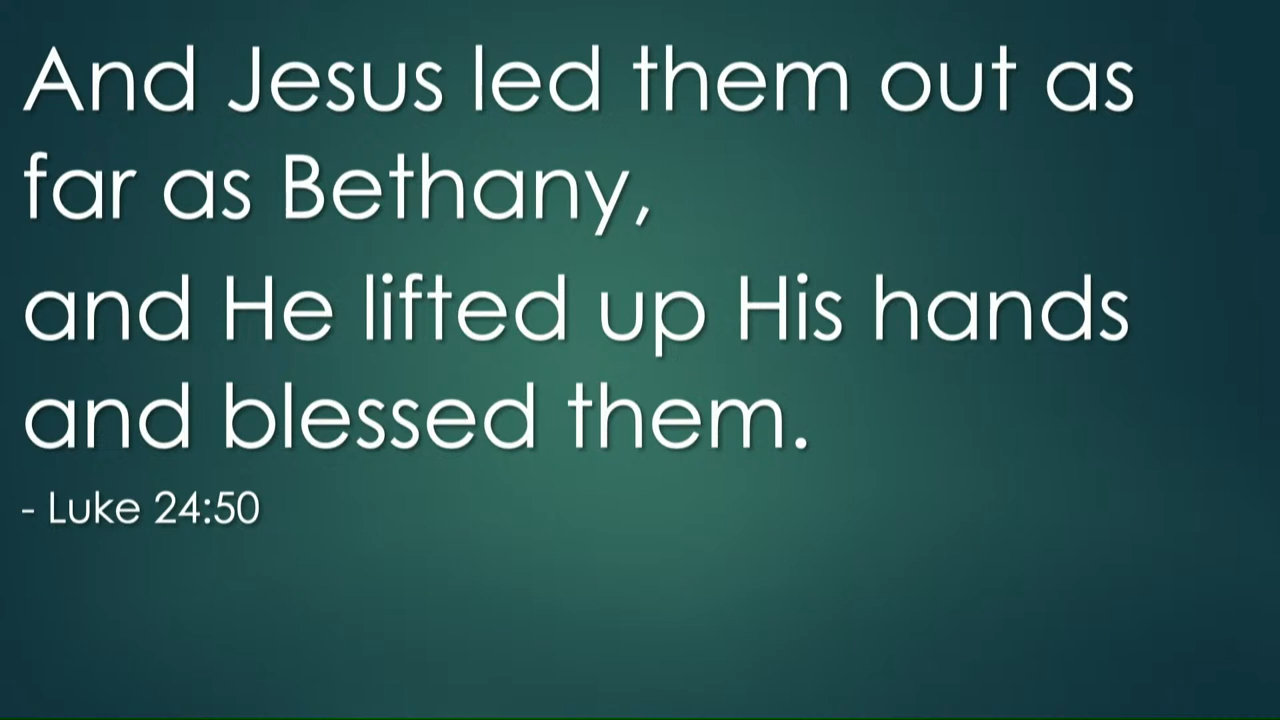 And Jesus led them out as
far as Bethany,
and He lifted up His hands
and blessed them.
- Luke 24:50